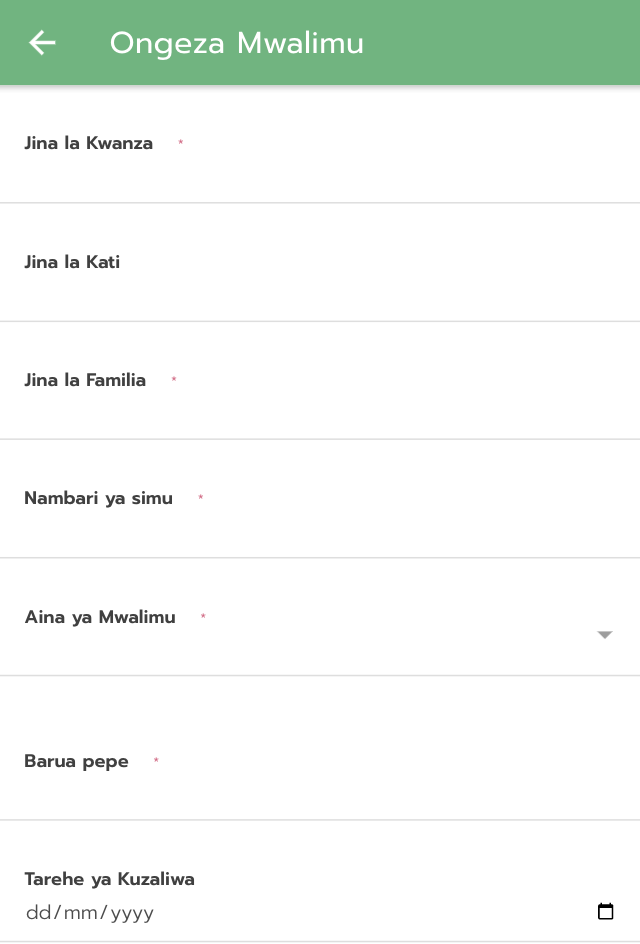 Ongeza Mwalimu
Jina la Kwanza *
Jina la Kati
Jina la Familia *
Nambari ya simu *
Aina ya Mwalimu *
Barua pepe *
Tarehe ya Kuzaliwa
dd/mm/yyyy